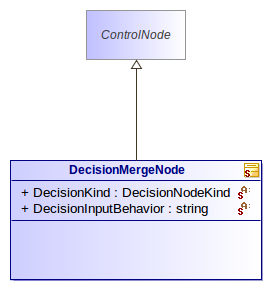 ControlNode
DecisionMergeNode
+ DecisionKind : DecisionNodeKind
+ DecisionInputBehavior : string